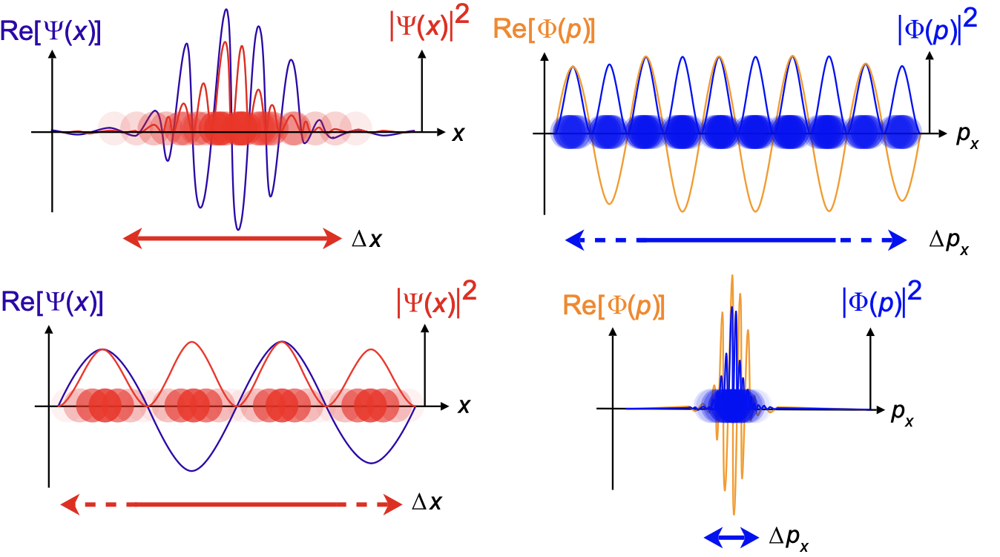 Re[Ψ(x)]
|Ψ(x)|²
Re[Φ(p)]
|Φ(p)|²
x
pₓ
Δx
Δpₓ
Re[Ψ(x)]
|Ψ(x)|²
Re[Φ(p)]
|Φ(p)|²
x
pₓ
Δx
Δpₓ